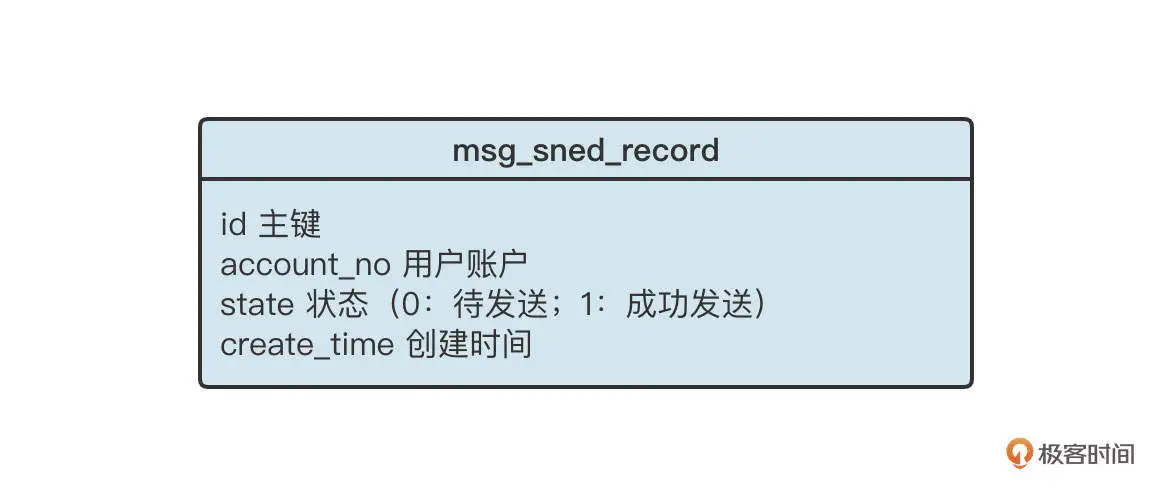 msg_sned_record
id 主键
account_no 用户账户
state 状态（0：待发送；1：成功发送）
create_time 创建时间
极客时间